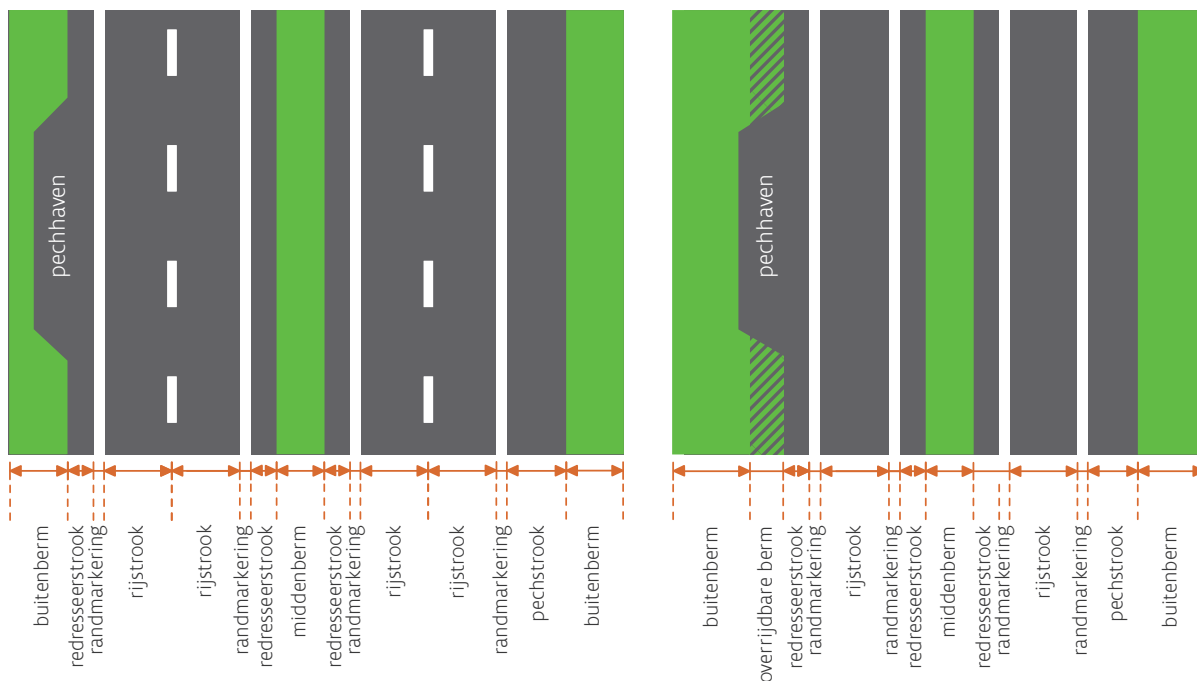 pechhaven
buitenberm
redresseerstrook
randmarkering
rijstrook
rijstrook
randmarkering
redresseerstrook
middenberm
redresseerstrook
randmarkering
rijstrook
rijstrook
randmarkering
pechstrook
buitenberm
pechhaven
buitenberm
overrijdbare berm
redresseerstrook
randmarkering
rijstrook
randmarkering
redresseerstrook
middenberm
redresseerstrook
randmarkering
rijstrook
randmarkering
pechstrook
buitenberm